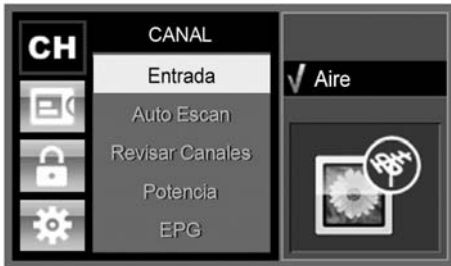 CH
CANAL
Entrada
Auto Escan
Revisar Canales
Potencia
EPG
Aire